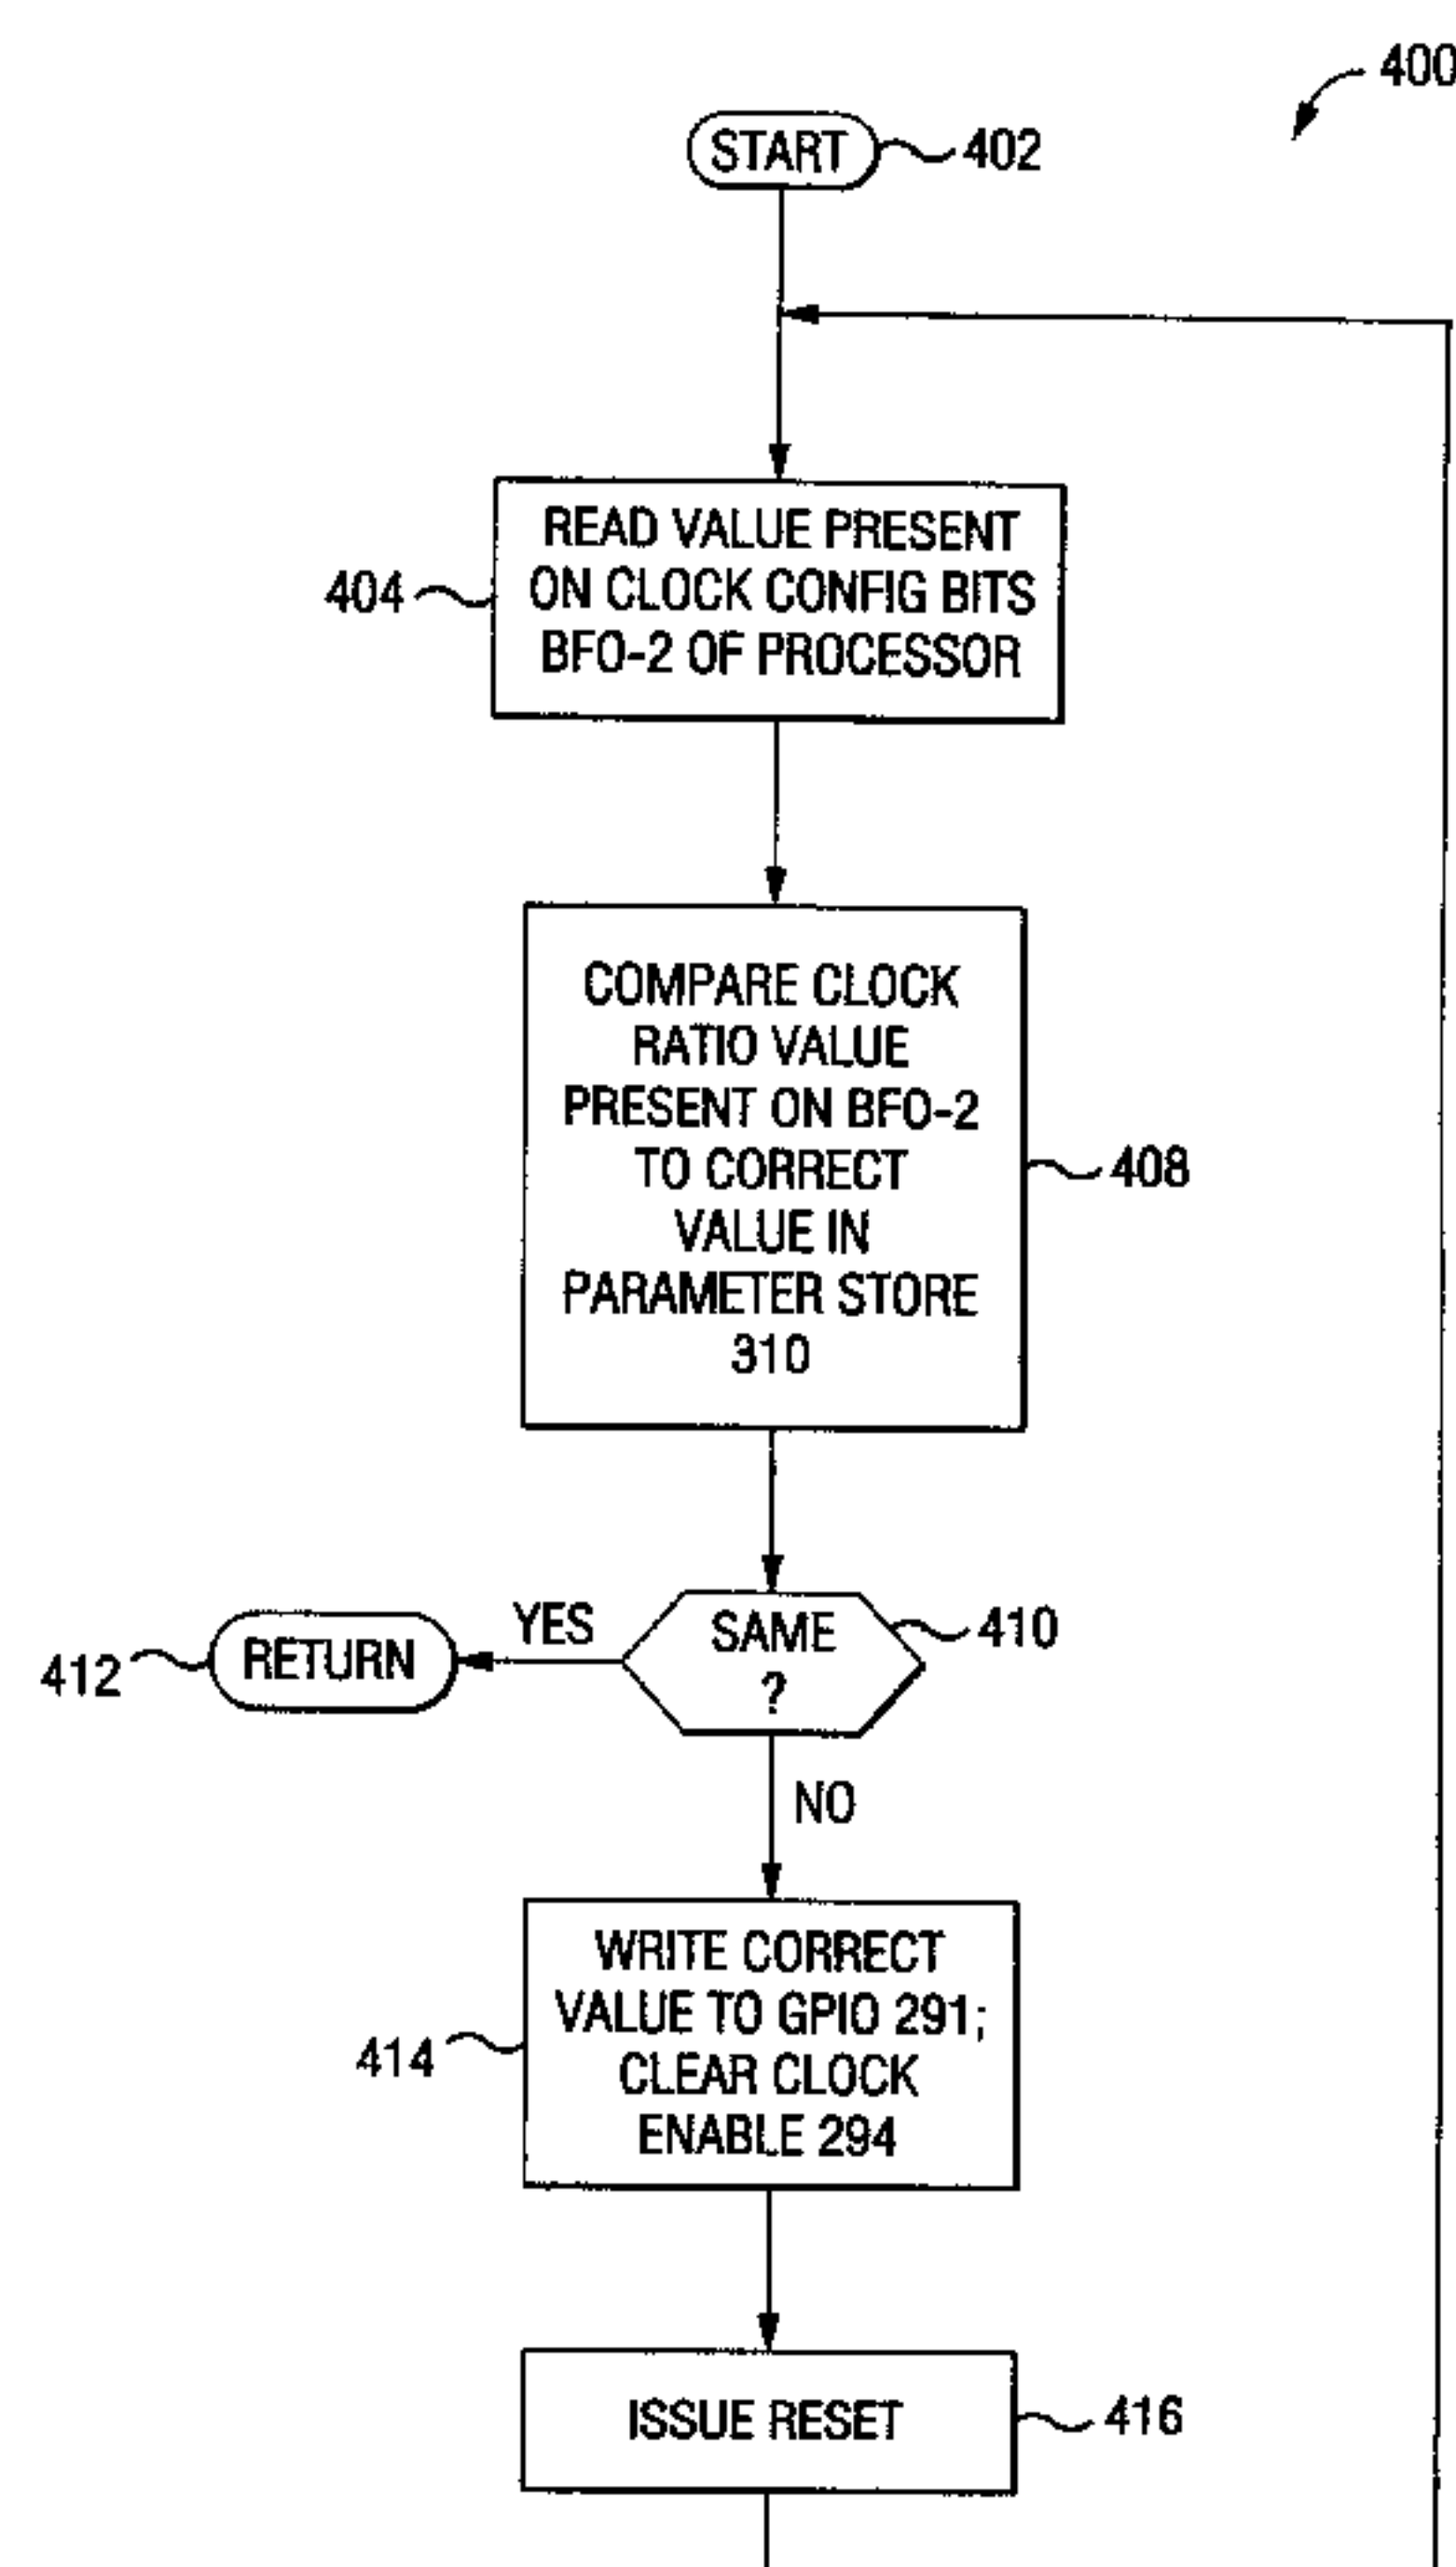 400
START 402
READ VALUE PRESENT
404 ON CLOCK CONFIG BITS
BFO-2 OF PROCESSOR
COMPARE CLOCK
RATIO VALUE
PRESENT ON BFO-2
TO CORRECT 408
VALUE IN
PARAMETER STORE
310
SAME 410
?
YES
412 RETURN
NO
WRITE CORRECT
VALUE TO GPIO 291;
414 CLEAR CLOCK
ENABLE 294
ISSUE RESET 416